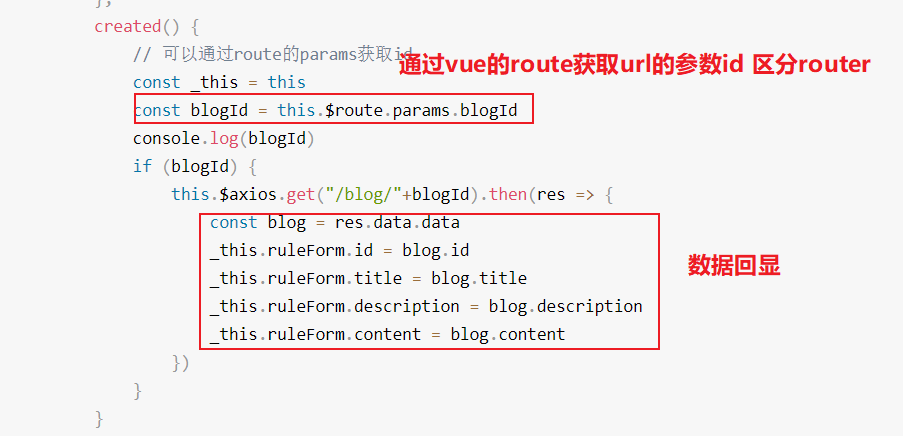 },
created() {
// 可以通过route的params获取id
通过vue的route获取url的参数id 区分router
const _this = this
const blogId = this.$route.params.blogId
console.log(blogId)
if (blogId) {
this.$axios.get("/blog/"+blogId).then(res => {
const blog = res.data.data
_this.ruleForm.id = blog.id
_this.ruleForm.title = blog.title
数据回显
_this.ruleForm.description = blog.description
_this.ruleForm.content = blog.content
})
}
}